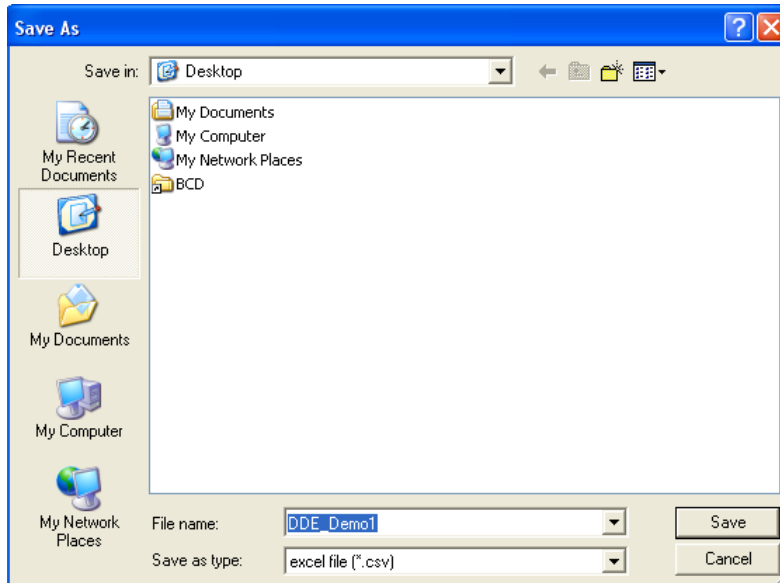 Save As
Save in: Desktop
My Recent
Documents
Desktop
My Documents
My Computer
My Network
Places
My Documents
My Computer
My Network Places
BCD
File name: DDE_Demo1
Save
Save as type: excel file (*.csv)
Cancel